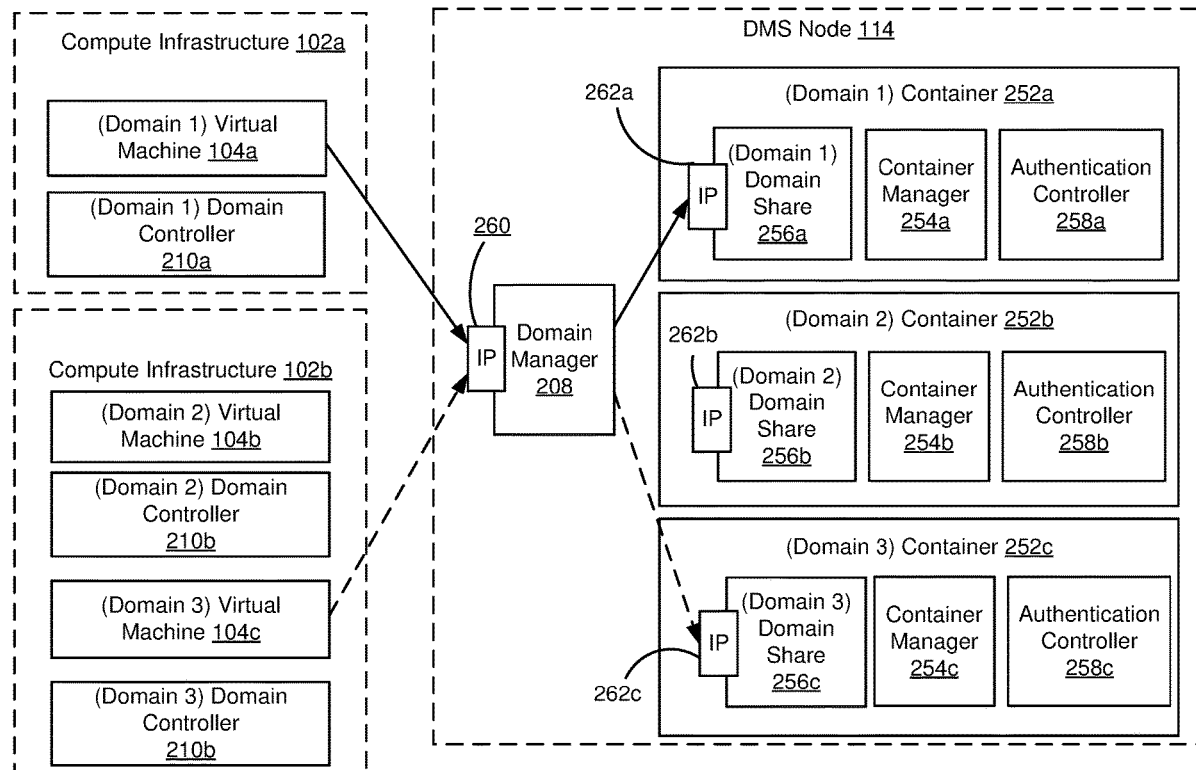 Compute Infrastructure 102a
(Domain 1) Virtual
Machine 104a
(Domain 1) Domain
Controller
210a
Compute Infrastructure 102b
(Domain 2) Virtual
Machine 104b
(Domain 2) Domain
Controller
210b
(Domain 3) Virtual
Machine 104c
(Domain 3) Domain
Controller
210b
DMS Node 114
260
IP
Domain
Manager
208
(Domain 1) Container 252a
262a
IP
(Domain 1)
Domain
Share
256a
Container
Manager
254a
Authentication
Controller
258a
(Domain 2) Container 252b
262b
IP
(Domain 2)
Domain
Share
256b
Container
Manager
254b
Authentication
Controller
258b
(Domain 3) Container 252c
IP
262c
(Domain 3)
Domain
Share
256c
Container
Manager
254c
Authentication
Controller
258c